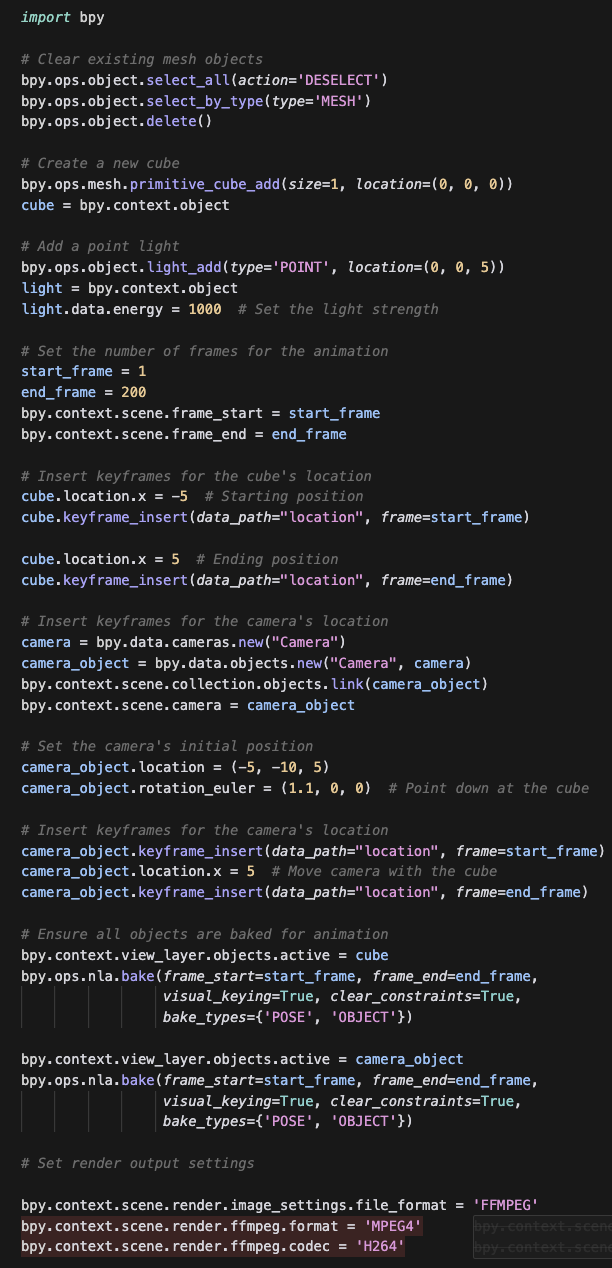 import bpy

# Clear existing mesh objects
bpy.ops.object.select_all(action='DESELECT')
bpy.ops.object.select_by_type(type='MESH')
bpy.ops.object.delete()

# Create a new cube
bpy.ops.mesh.primitive_cube_add(size=1, location=(0, 0, 0))
cube = bpy.context.object

# Add a point light
bpy.ops.object.light_add(type='POINT', location=(0, 0, 5))
light = bpy.context.object
light.data.energy = 1000  # Set the light strength

# Set the number of frames for the animation
start_frame = 1
end_frame = 200
bpy.context.scene.frame_start = start_frame
bpy.context.scene.frame_end = end_frame

# Insert keyframes for the cube's location
cube.location.x = -5  # Starting position
cube.keyframe_insert(data_path="location", frame=start_frame)

cube.location.x = 5  # Ending position
cube.keyframe_insert(data_path="location", frame=end_frame)

# Insert keyframes for the camera's location
camera = bpy.data.cameras.new("Camera")
camera_object = bpy.data.objects.new("Camera", camera)
bpy.context.scene.collection.objects.link(camera_object)
bpy.context.scene.camera = camera_object

# Set the camera's initial position
camera_object.location = (-5, -10, 5)
camera_object.rotation_euler = (1.1, 0, 0)  # Point down at the cube

# Insert keyframes for the camera's location
camera_object.keyframe_insert(data_path="location", frame=start_frame)
camera_object.location.x = 5  # Move camera with the cube
camera_object.keyframe_insert(data_path="location", frame=end_frame)

# Ensure all objects are baked for animation
bpy.context.view_layer.objects.active = cube
bpy.ops.nla.bake(frame_start=start_frame, frame_end=end_frame,
                 visual_keying=True, clear_constraints=True,
                 bake_types={'POSE', 'OBJECT'})

bpy.context.view_layer.objects.active = camera_object
bpy.ops.nla.bake(frame_start=start_frame, frame_end=end_frame,
                 visual_keying=True, clear_constraints=True,
                 bake_types={'POSE', 'OBJECT'})

# Set render output settings

bpy.context.scene.render.image_settings.file_format = 'FFMPEG'
bpy.context.scene.render.ffmpeg.format = 'MPEG4' bpy.context.scene
bpy.context.scene.render.ffmpeg.codec = 'H264' bpy.context.scene